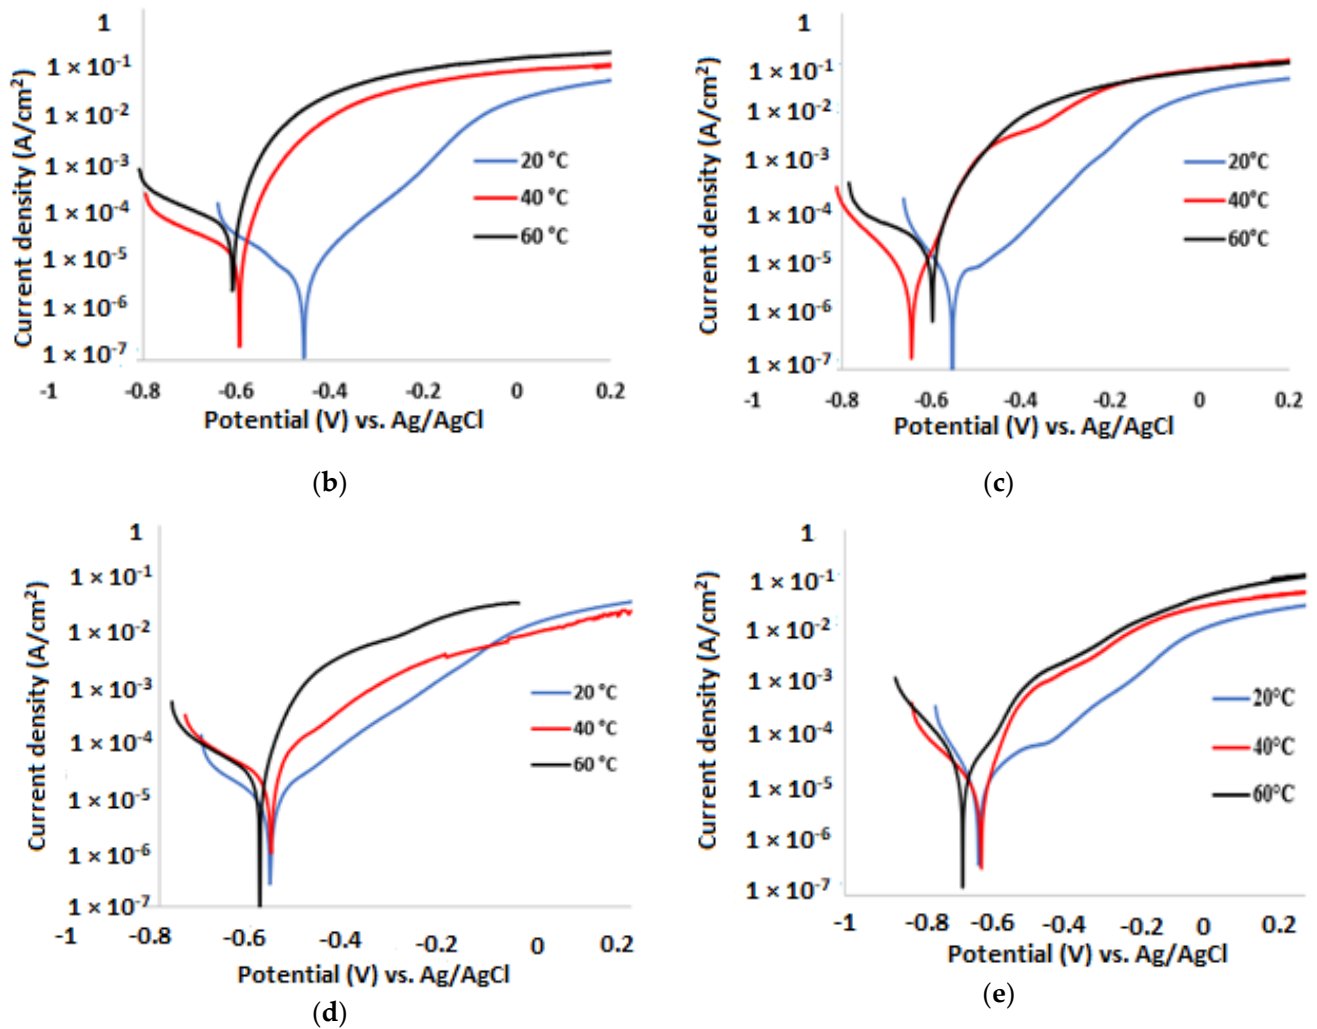 1
1 × 10⁻¹
1 × 10⁻²
1 × 10⁻³
1 × 10⁻⁴
1 × 10⁻⁵
1 × 10⁻⁶
1 × 10⁻⁷
Current density (A/cm²)
20 °C
40 °C
60 °C
-1 -0.8 -0.6 -0.4 -0.2 0 0.2
Potential (V) vs. Ag/AgCl
(b)
1
1 × 10⁻¹
1 × 10⁻²
1 × 10⁻³
1 × 10⁻⁴
1 × 10⁻⁵
1 × 10⁻⁶
1 × 10⁻⁷
Current density (A/cm²)
20°C
40°C
60°C
-1 -0.8 -0.6 -0.4 -0.2 0 0.2
Potential (V) vs. Ag/AgCl
(c)
1
1 × 10⁻¹
1 × 10⁻²
1 × 10⁻³
1 × 10⁻⁴
1 × 10⁻⁵
1 × 10⁻⁶
1 × 10⁻⁷
Current density (A/cm²)
20 °C
40 °C
60 °C
-1 -0.8 -0.6 -0.4 -0.2 0 0.2
Potential (V) vs. Ag/AgCl
(d)
1
1 × 10⁻¹
1 × 10⁻²
1 × 10⁻³
1 × 10⁻⁴
1 × 10⁻⁵
1 × 10⁻⁶
1 × 10⁻⁷
Current density (A/cm²)
20°C
40°C
60°C
-1 -0.8 -0.6 -0.4 -0.2 0 0.2
Potential (V) vs. Ag/AgCl
(e)